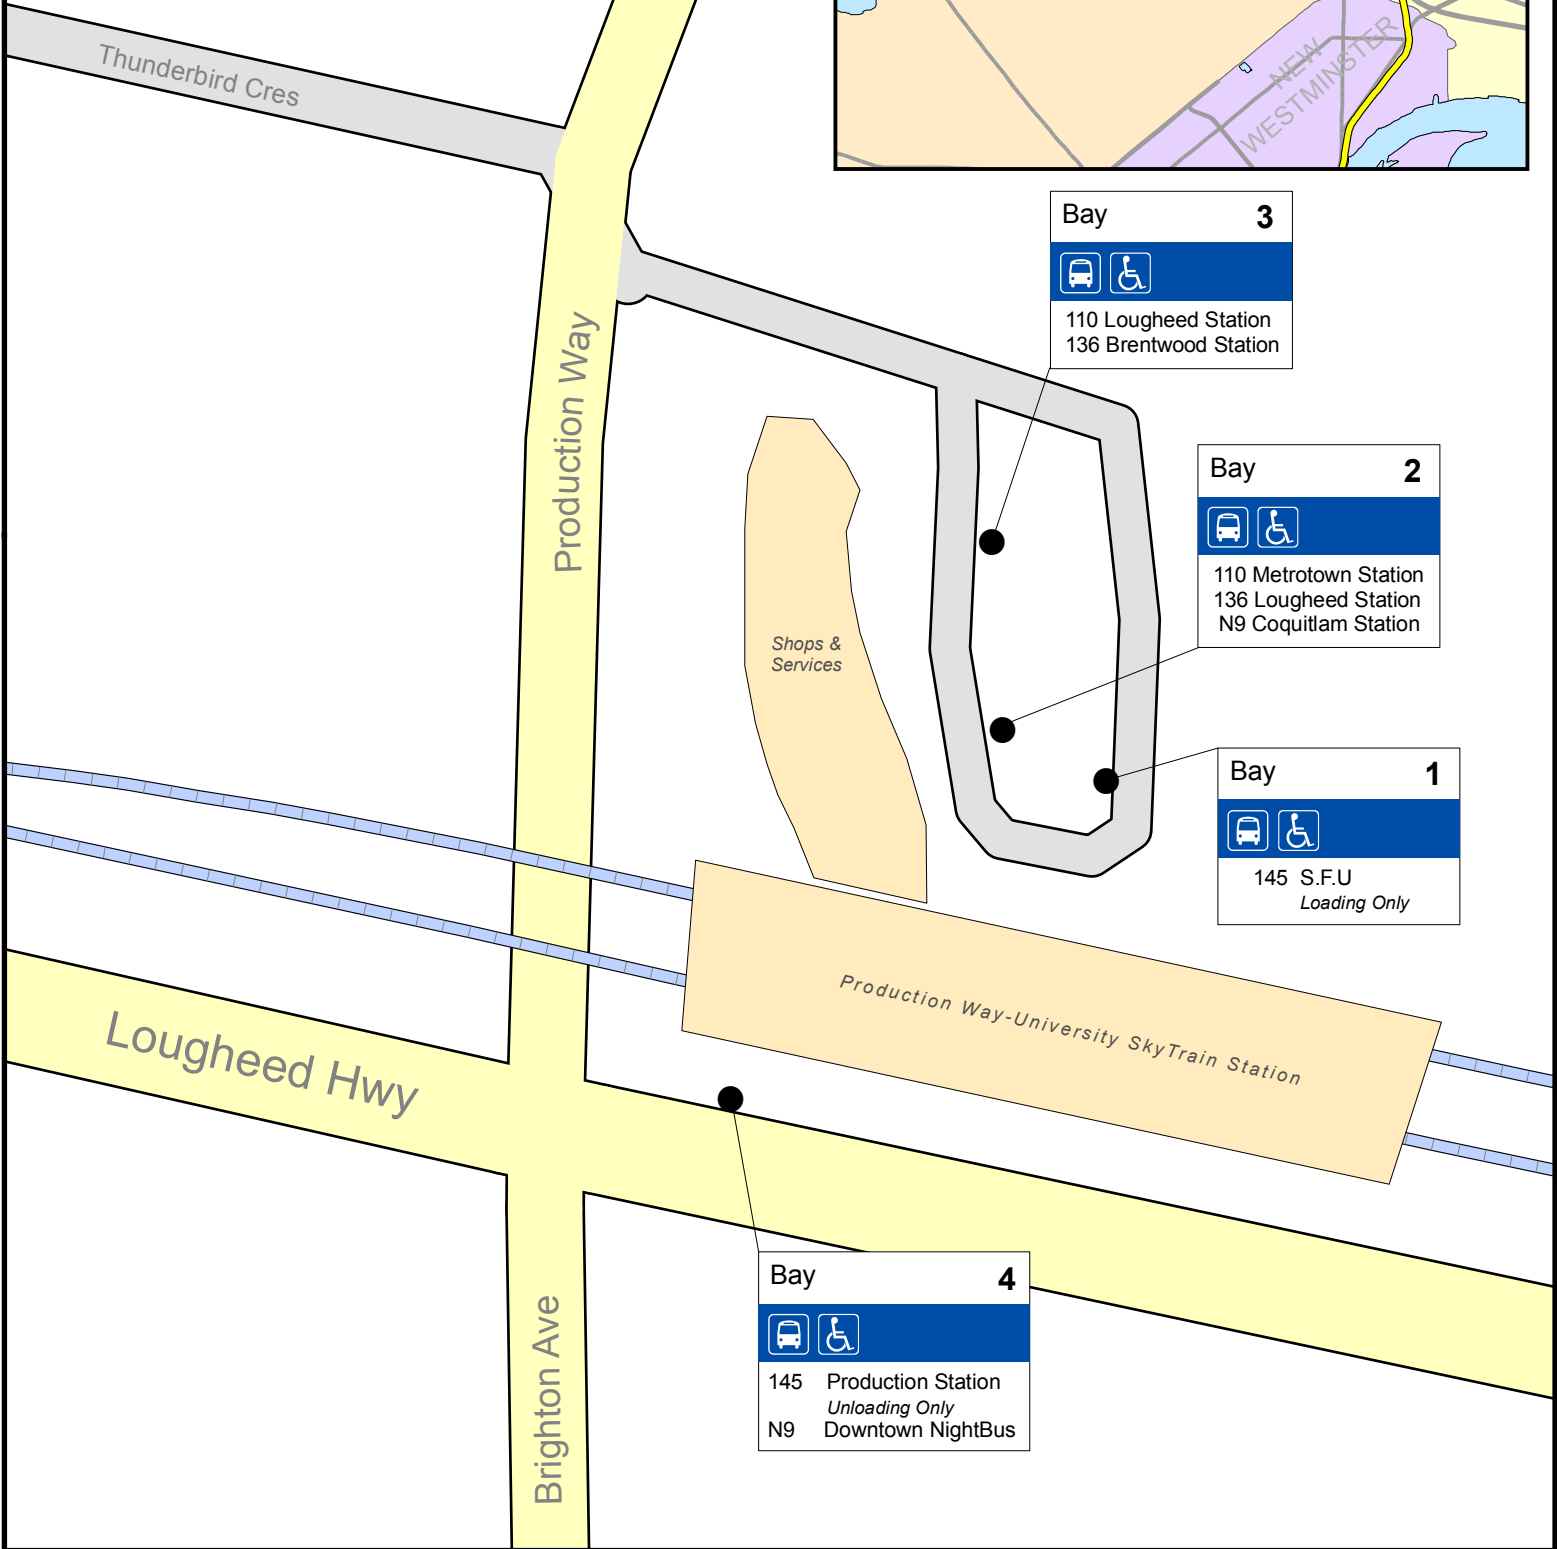 Thunderbird Cres
NEW
WESTMINSTER
Bay 3
110 Lougheed Station
136 Brentwood Station
Production Way
Bay 2
110 Metrotown Station
136 Lougheed Station
N9 Coquitlam Station
Shops &
Services
Bay 1
145 S.F.U
Loading Only
Production Way-University SkyTrain Station
Lougheed Hwy
Bay 4
145 Production Station
Unloading Only
N9 Downtown NightBus
Brighton Ave